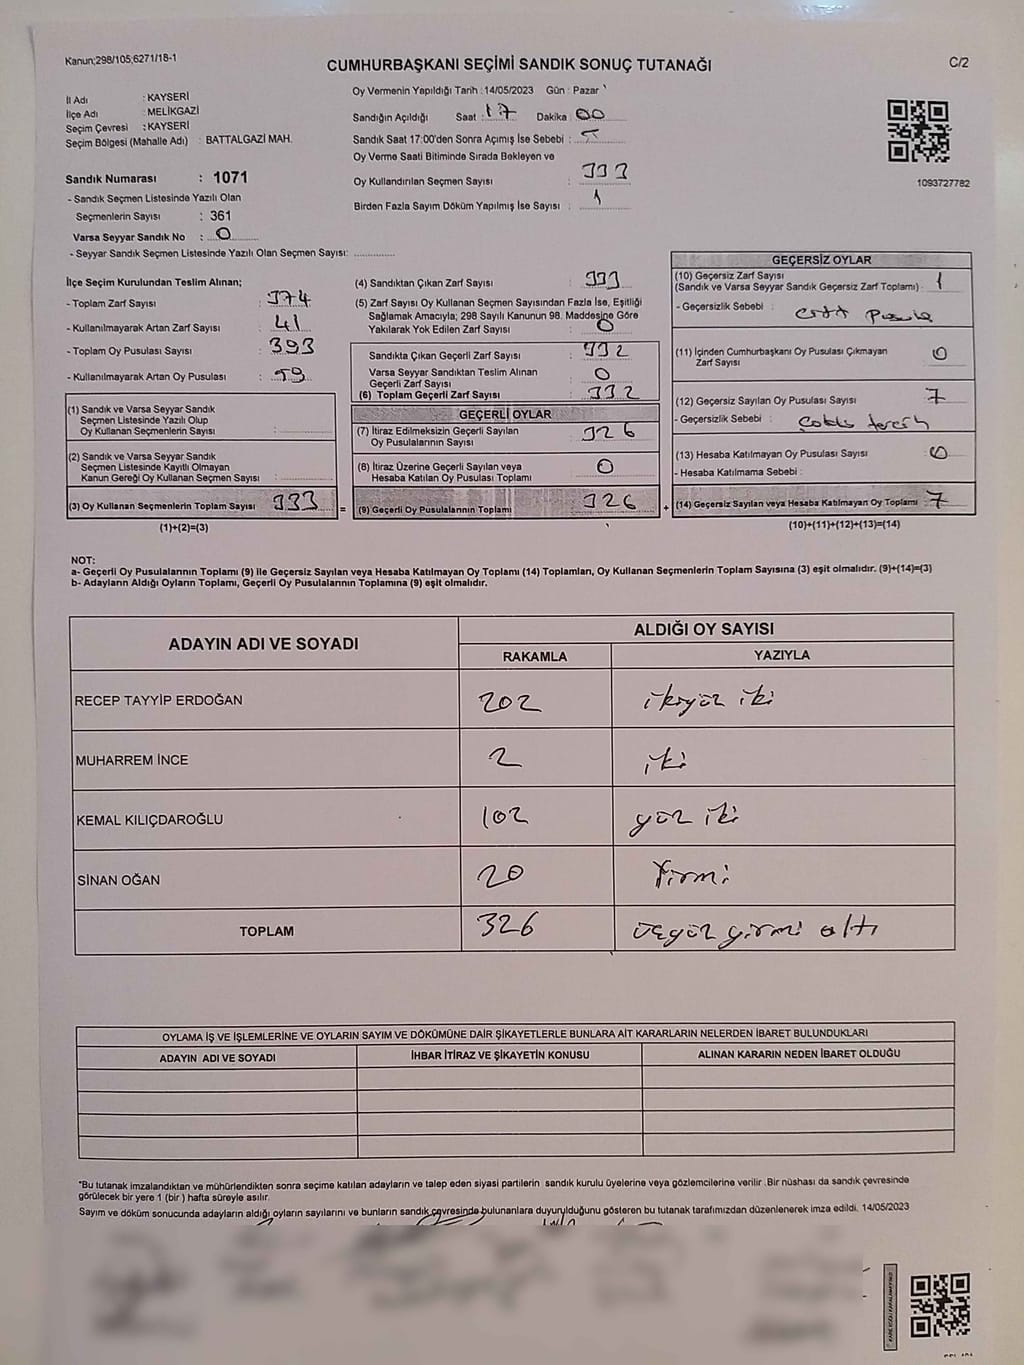 Kanun;298/105;6271/18-1
CUMHURBAŞKANI SEÇİMİ SANDIK SONUÇ TUTANAĞI
C/2
İl Adı : KAYSERİ
İlçe Adı : MELİKGAZİ
Seçim Çevresi : KAYSERİ
Seçim Bölgesi (Mahalle Adı) : BATTALGAZİ MAH.
Sandık Numarası : 1071
- Sandık Seçmen Listesinde Yazılı Olan
Seçmenlerin Sayısı : 361
Varsa Seyyar Sandık No : 0
- Seyyar Sandık Seçmen Listesinde Yazılı Olan Seçmen Sayısı: ..............
Oy Vermenin Yapıldığı Tarih : 14/05/2023 Gün : Pazar
Sandığın Açıldığı Saat : 17 Dakika : 00
Sandık Saat 17:00'den Sonra Açımış İse Sebebi :
Oy Verme Saati Bitiminde Sırada Bekleyen ve
Oy Kullandırılan Seçmen Sayısı : 333
Birden Fazla Sayım Döküm Yapılmış İse Sayısı : 1
1093727782
İlçe Seçim Kurulundan Teslim Alınan;
- Toplam Zarf Sayısı : 374
- Kullanılmayarak Artan Zarf Sayısı : 41
- Toplam Oy Pusulası Sayısı : 393
- Kullanılmayarak Artan Oy Pusulası : 59
(1) Sandık ve Varsa Seyyar Sandık
Seçmen Listesinde Yazılı Olup
Oy Kullanan Seçmenlerin Sayısı :
(2) Sandık ve Varsa Seyyar Sandık
Seçmen Listesinde Kayıtlı Olmayan
Kanun Gereği Oy Kullanan Seçmen Sayısı :
(3) Oy Kullanan Seçmenlerin Toplam Sayısı : 333
(1)+(2)=(3)
(4) Sandıktan Çıkan Zarf Sayısı : 333
(5) Zarf Sayısı Oy Kullanan Seçmen Sayısından Fazla İse, Eşitliği
Sağlamak Amacıyla; 298 Sayılı Kanunun 98. Maddesine Göre
Yakılarak Yok Edilen Zarf Sayısı : 0
Sandıkta Çıkan Geçerli Zarf Sayısı : 332
Varsa Seyyar Sandıktan Teslim Alınan
Geçerli Zarf Sayısı : 0
(6) Toplam Geçerli Zarf Sayısı : 332
GEÇERLİ OYLAR
(7) İtiraz Edilmeksizin Geçerli Sayılan
Oy Pusulalarının Sayısı : 326
(8) İtiraz Üzerine Geçerli Sayılan veya
Hesaba Katılan Oy Pusulası Toplamı : 0
= (9) Geçerli Oy Pusulalarının Toplamı : 326 +
GEÇERSİZ OYLAR
(10) Geçersiz Zarf Sayısı
(Sandık ve Varsa Seyyar Sandık Geçersiz Zarf Toplamı) : 1
- Geçersizlik Sebebi :
(11) İçinden Cumhurbaşkanı Oy Pusulası Çıkmayan
Zarf Sayısı : 0
(12) Geçersiz Sayılan Oy Pusulası Sayısı : 7
- Geçersizlik Sebebi :
(13) Hesaba Katılmayan Oy Pusulası Sayısı : 0
- Hesaba Katılmama Sebebi :
(14) Geçersiz Sayılan veya Hesaba Katılmayan Oy Toplamı : 7
(10)+(11)+(12)+(13)=(14)
NOT:
a- Geçerli Oy Pusulalarının Toplamı (9) ile Geçersiz Sayılan veya Hesaba Katılmayan Oy Toplamı (14) Toplamları, Oy Kullanan Seçmenlerin Toplam Sayısına (3) eşit olmalıdır. (9)+(14)=(3)
b- Adayların Aldığı Oyların Toplamı, Geçerli Oy Pusulalarının Toplamına (9) eşit olmalıdır.
ADAYIN ADI VE SOYADI
ALDIĞI OY SAYISI
RAKAMLA YAZIYLA
RECEP TAYYİP ERDOĞAN 202 ikiyüz iki
MUHARREM İNCE 2 iki
KEMAL KILIÇDAROĞLU 102 yüz iki
SİNAN OĞAN 20 Yirmi
TOPLAM 326 üçyüz yirmi altı
OYLAMA İŞ VE İŞLEMLERİNE VE OYLARIN SAYIM VE DÖKÜMÜNE DAİR ŞİKAYETLERLE BUNLARA AİT KARARLARIN NELERDEN İBARET BULUNDUKLARI
ADAYIN ADI VE SOYADI İHBAR İTİRAZ VE ŞİKAYETİN KONUSU ALINAN KARARIN NEDEN İBARET OLDUĞU
*Bu tutanak imzalandıktan ve mühürlendikten sonra seçime katılan adayların ve talep eden siyasi partilerin sandık kurulu üyelerine veya gözlemcilerine verilir .Bir nüshası da sandık çevresinde
görülecek bir yere 1 (bir ) hafta süreyle asılır.
Sayım ve döküm sonucunda adayların aldığı oyların sayılarını ve bunların sandık çevresinde bulunanlara duyurulduğunu gösteren bu tutanak tarafımızdan düzenlenerek imza edildi. 14/05/2023